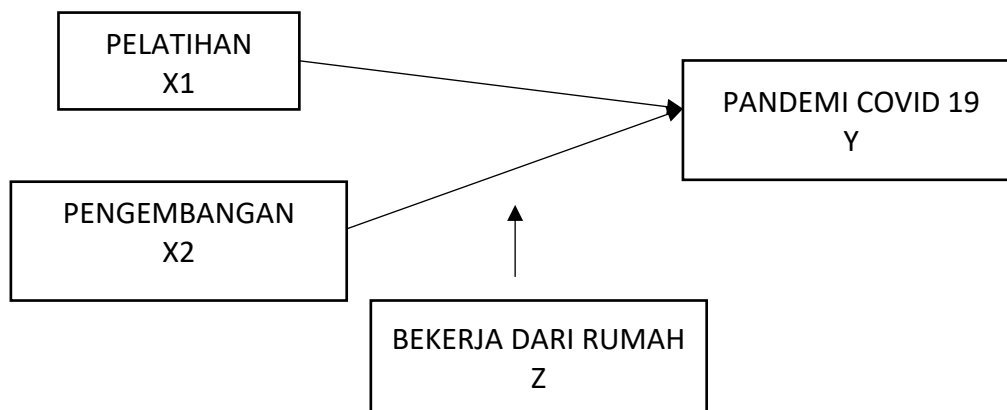 PELATIHAN
X1
PANDEMI COVID 19
Y
PENGEMBANGAN
X2
BEKERJA DARI RUMAH
Z